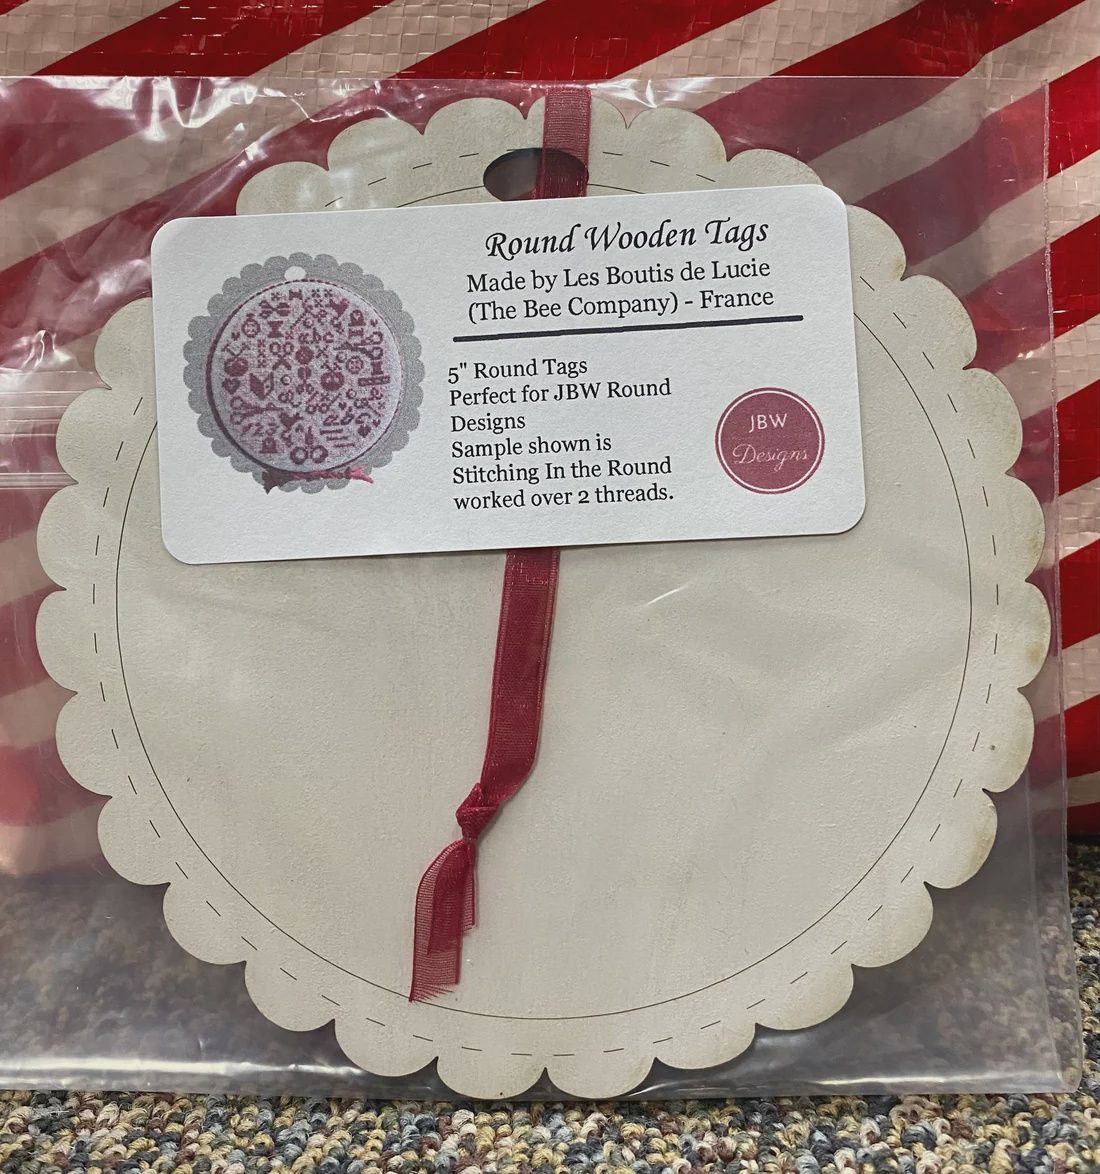 Round Wooden Tags
Made by Les Boutis de Lucie
(The Bee Company) - France
5" Round Tags
Perfect for JBW Round
Designs
Sample shown is
Stitching In the Round
worked over 2 threads.
JBW
Designs